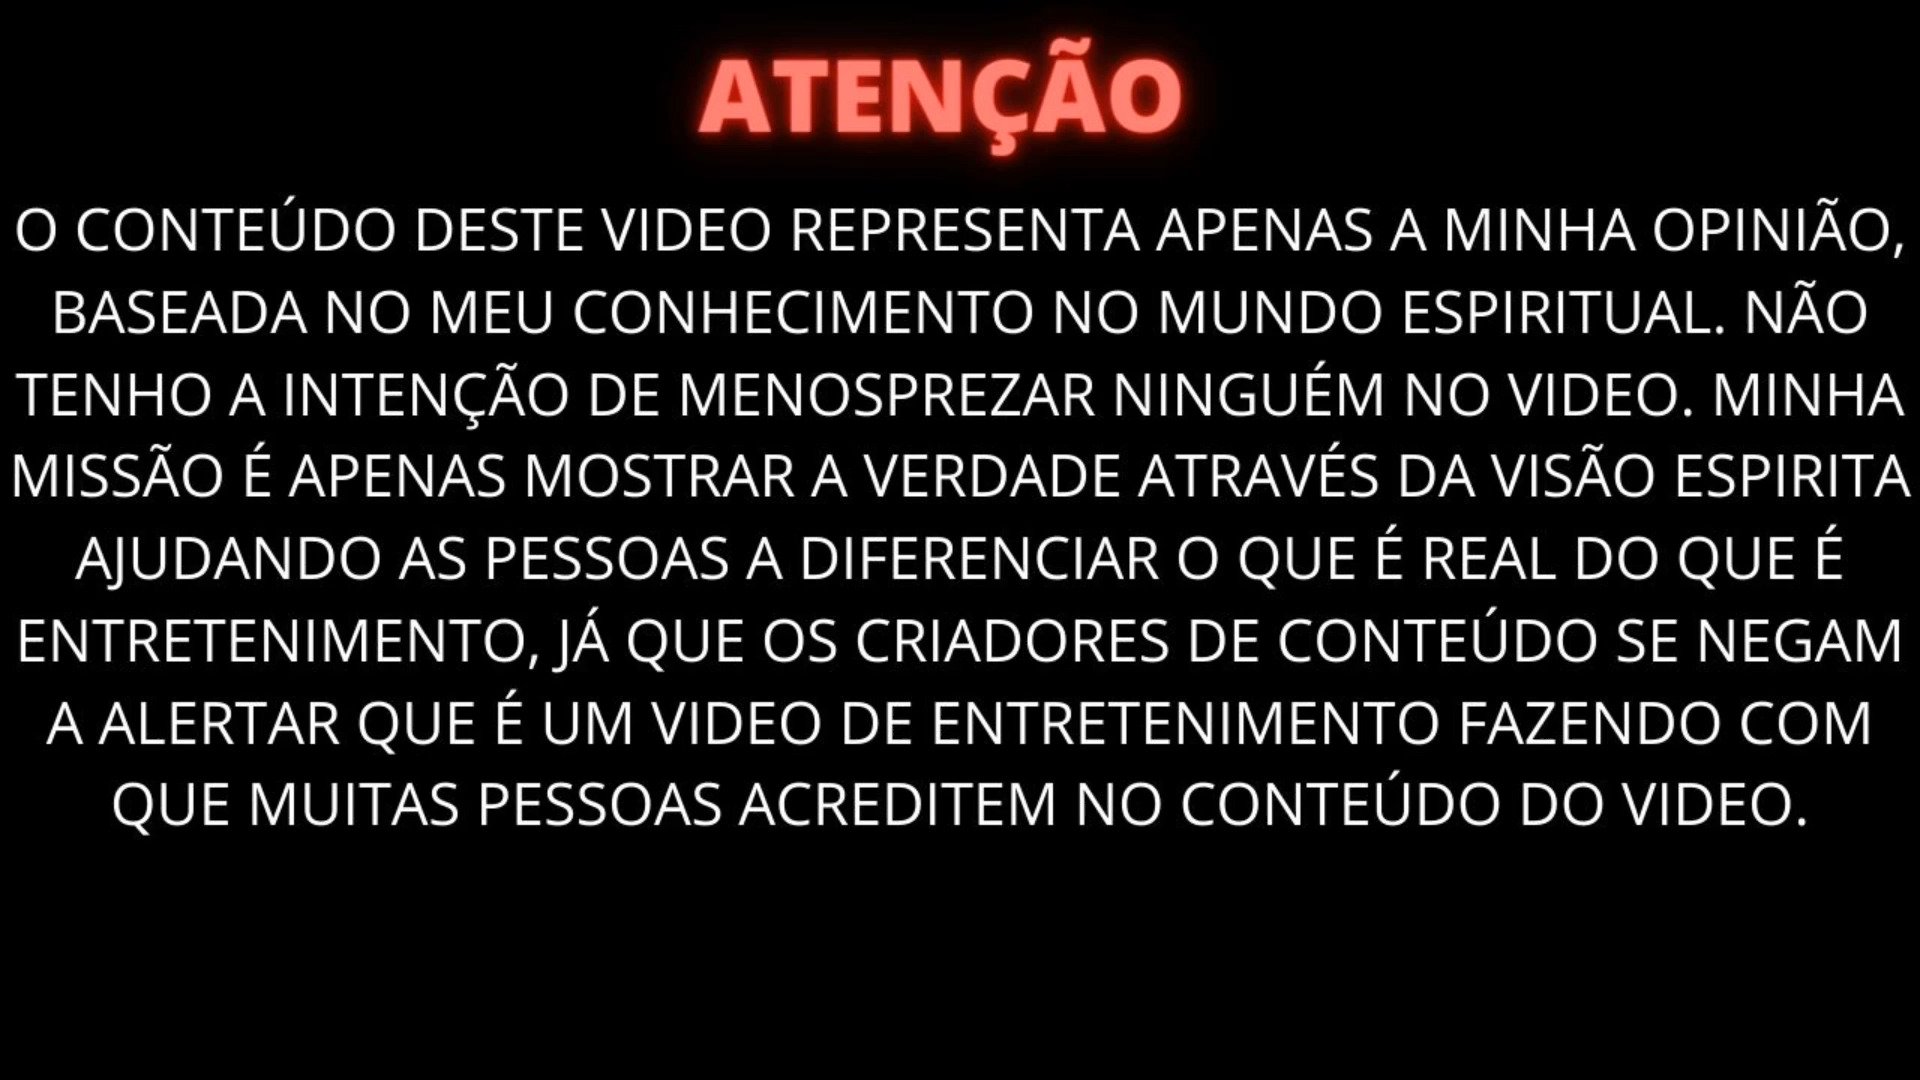 ATENÇÃO
O CONTEÚDO DESTE VIDEO REPRESENTA APENAS A MINHA OPINIÃO,
BASEADA NO MEU CONHECIMENTO NO MUNDO ESPIRITUAL. NÃO
TENHO A INTENÇÃO DE MENOSPREZAR NINGUÉM NO VIDEO. MINHA
MISSÃO É APENAS MOSTRAR A VERDADE ATRAVÉS DA VISÃO ESPIRITA
AJUDANDO AS PESSOAS A DIFERENCIAR O QUE É REAL DO QUE É
ENTRETENIMENTO, JÁ QUE OS CRIADORES DE CONTEÚDO SE NEGAM
A ALERTAR QUE É UM VIDEO DE ENTRETENIMENTO FAZENDO COM
QUE MUITAS PESSOAS ACREDITEM NO CONTEÚDO DO VIDEO.